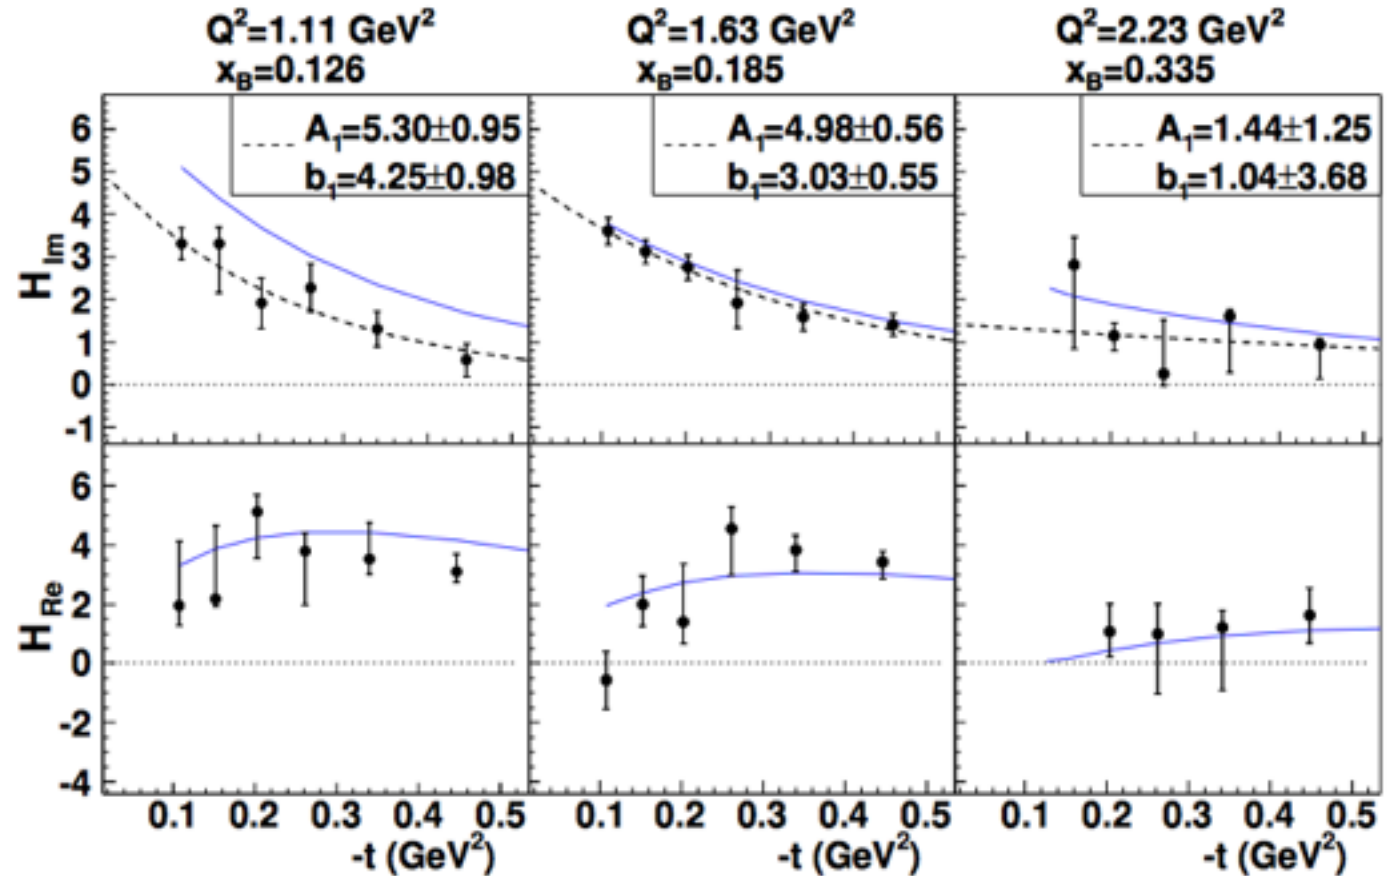 Q²=1.11 GeV² Q²=1.63 GeV² Q²=2.23 GeV²
x_B=0.126 x_B=0.185 x_B=0.335
A₁=5.30±0.95 A₁=4.98±0.56 A₁=1.44±1.25
b₁=4.25±0.98 b₁=3.03±0.55 b₁=1.04±3.68
H_Im
6
5
4
3
2
1
0
-1
H_Re
6
4
2
0
-2
-4
0.1 0.2 0.3 0.4 0.5 0.1 0.2 0.3 0.4 0.5 0.1 0.2 0.3 0.4 0.5
-t (GeV²) -t (GeV²) -t (GeV²)